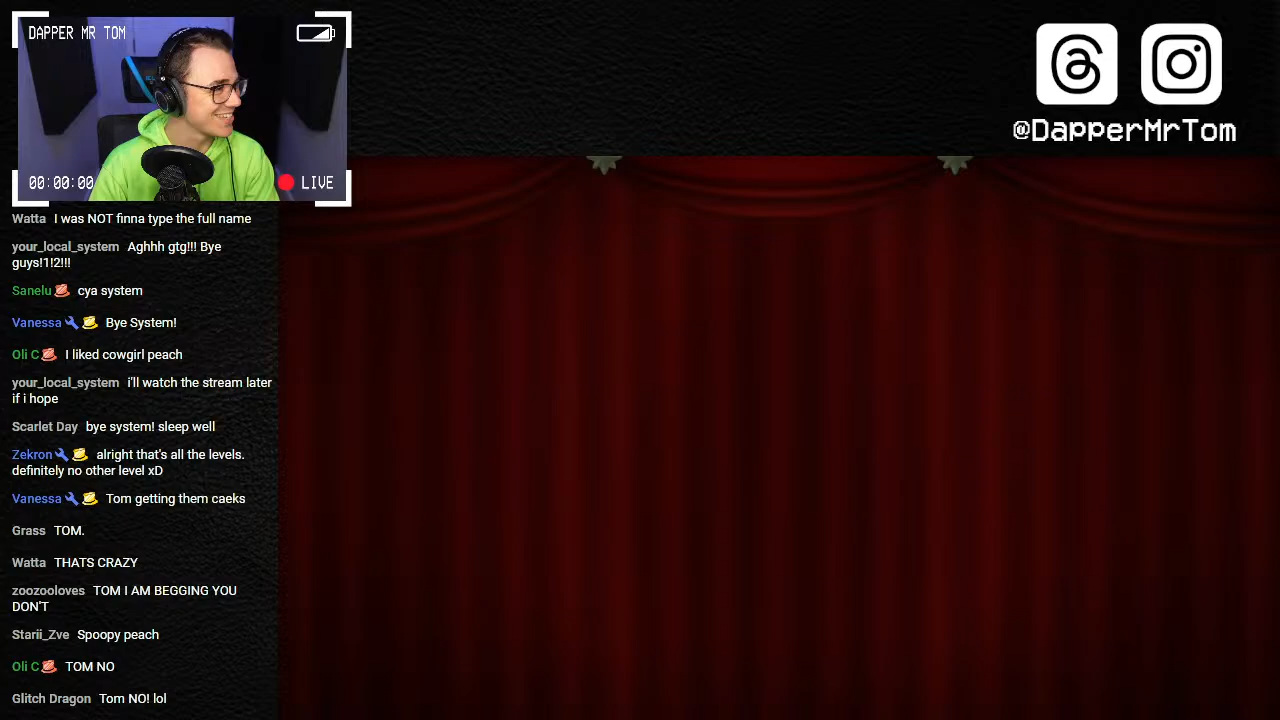 DAPPER MR TOM
00:00:00 LIVE
@DapperMrTom
Watta I was NOT finna type the full name
your_local_system Aghhh gtg!!! Bye
guys!1!2!!!
Sanelu cya system
Vanessa Bye System!
Oli C I liked cowgirl peach
your_local_system i'll watch the stream later
if i hope
Scarlet Day bye system! sleep well
Zekron alright that's all the levels.
definitely no other level xD
Vanessa Tom getting them caeks
Grass TOM.
Watta THATS CRAZY
zoozooloves TOM I AM BEGGING YOU
DON'T
Starii_Zve Spoopy peach
Oli C TOM NO
Glitch Dragon Tom NO! lol